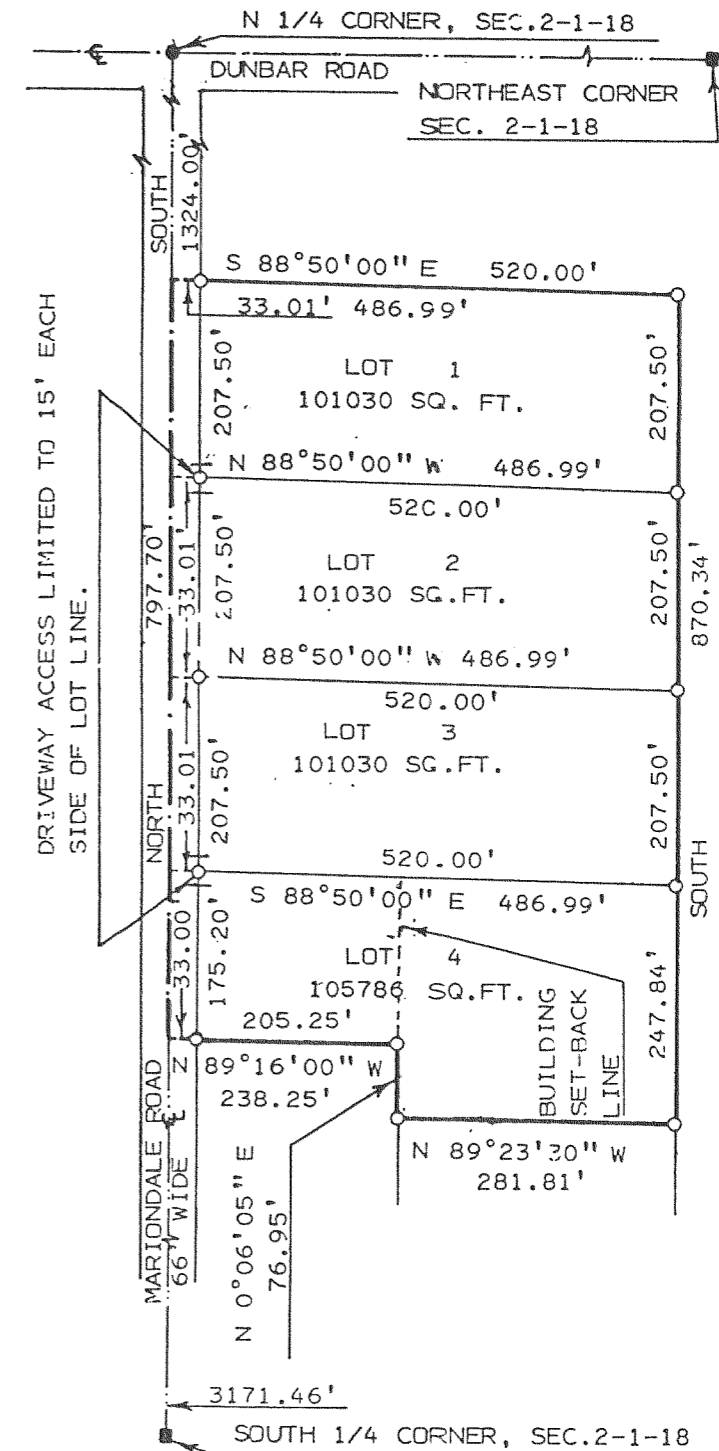 N 1/4 CORNER, SEC.2-1-18
DUNBAR ROAD
NORTHEAST CORNER
SEC. 2-1-18
SOUTH
1324.00'
S 88°50'00" E 520.00'
33.01' 486.99'
LOT 1
101030 SQ. FT.
207.50'
207.50'
DRIVEWAY ACCESS LIMITED TO 15' EACH
SIDE OF LOT LINE.
N 88°50'00" W 486.99'
520.00'
797.70'
33.01'
207.50'
LOT 2
101030 SQ.FT.
207.50'
870.34'
N 88°50'00" W 486.99'
520.00'
LOT 3
101030 SQ.FT.
NORTH
33.01
207.50'
207.50'
SOUTH
520.00'
S 88°50'00" E 486.99'
33.00
175.20'
LOT 4
105786 SQ.FT.
205.25'
247.84'
N 89°16'00" W
238.25'
BUILDING
SET-BACK
LINE
N 89°23'30" W
281.81'
MARIONDALE ROAD
66' WIDE
N 0°06'05" E
76.95'
3171.46'
SOUTH 1/4 CORNER, SEC.2-1-18